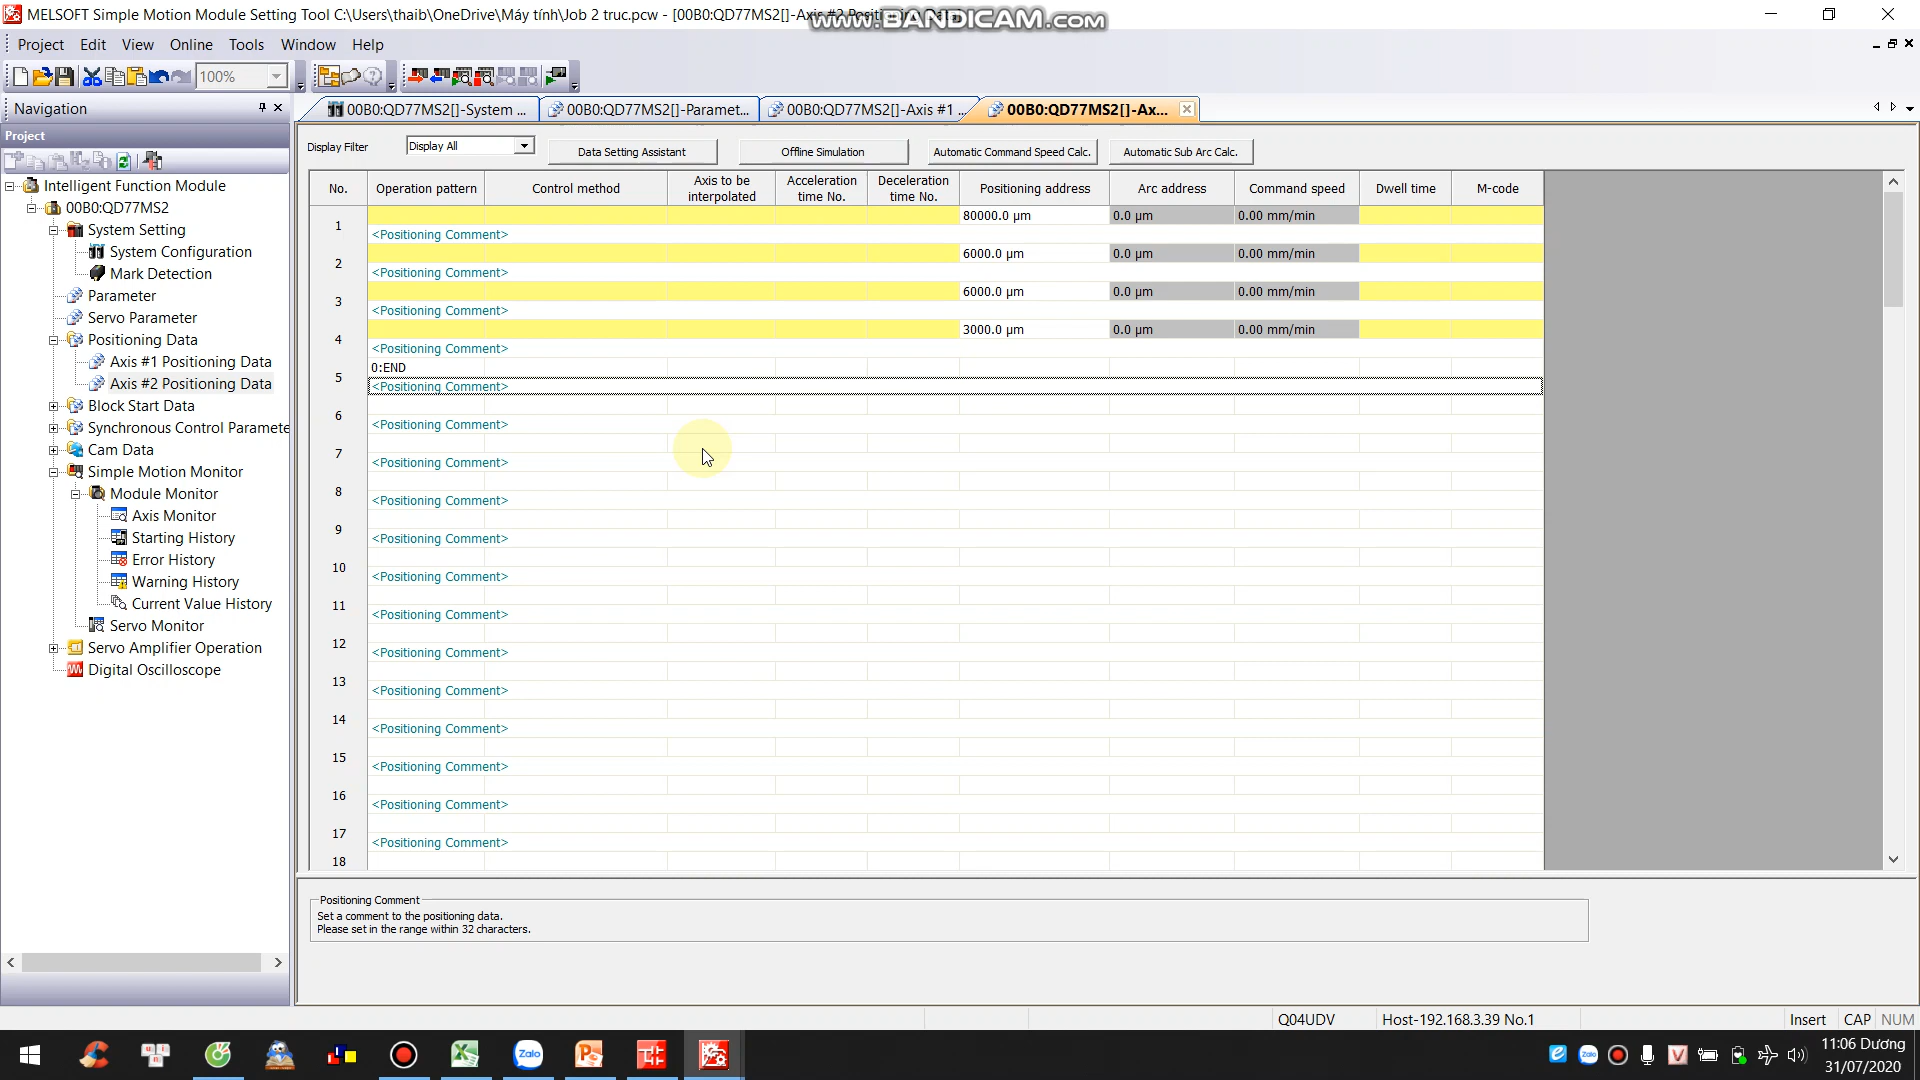 MELSOFT Simple Motion Module Setting Tool C:\Users\thaib\OneDrive\Máy tính\Job 2 truc.pcw - [00B0:QD77MS2[]-Axis #2 Positioning Data]
www.BANDICAM.com
Project Edit View Online Tools Window Help
100%
Navigation
00B0:QD77MS2[]-System ... 00B0:QD77MS2[]-Paramet... 00B0:QD77MS2[]-Axis #1 ... 00B0:QD77MS2[]-Ax...
Project
Intelligent Function Module
00B0:QD77MS2
System Setting
System Configuration
Mark Detection
Parameter
Servo Parameter
Positioning Data
Axis #1 Positioning Data
Axis #2 Positioning Data
Block Start Data
Synchronous Control Paramete
Cam Data
Simple Motion Monitor
Module Monitor
Axis Monitor
Starting History
Error History
Warning History
Current Value History
Servo Monitor
Servo Amplifier Operation
Digital Oscilloscope
Display Filter Display All Data Setting Assistant Offline Simulation Automatic Command Speed Calc. Automatic Sub Arc Calc.
No. Operation pattern Control method Axis to be interpolated Acceleration time No. Deceleration time No. Positioning address Arc address Command speed Dwell time M-code
80000.0 µm 0.0 µm 0.00 mm/min
1
<Positioning Comment>
6000.0 µm 0.0 µm 0.00 mm/min
2
<Positioning Comment>
6000.0 µm 0.0 µm 0.00 mm/min
3
<Positioning Comment>
3000.0 µm 0.0 µm 0.00 mm/min
4
<Positioning Comment>
0:END
5
<Positioning Comment>
6
<Positioning Comment>
7
<Positioning Comment>
8
<Positioning Comment>
9
<Positioning Comment>
10
<Positioning Comment>
11
<Positioning Comment>
12
<Positioning Comment>
13
<Positioning Comment>
14
<Positioning Comment>
15
<Positioning Comment>
16
<Positioning Comment>
17
<Positioning Comment>
18
Positioning Comment
Set a comment to the positioning data.
Please set in the range within 32 characters.
Q04UDV Host-192.168.3.39 No.1 Insert CAP NUM
Zalo
11:06 Dương
31/07/2020